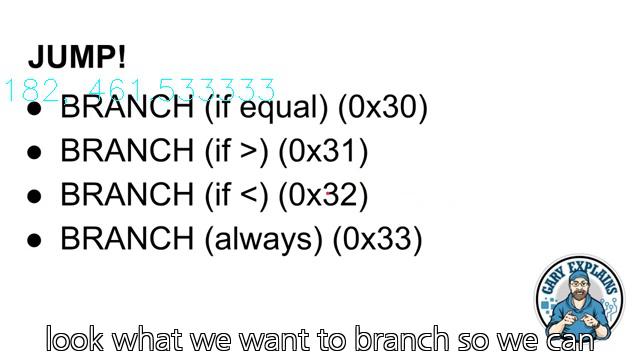 JUMP!
182, 461.533333
● BRANCH (if equal) (0x30)
● BRANCH (if >) (0x31)
● BRANCH (if <) (0x32)
● BRANCH (always) (0x33)
GARY EXPLAINS
look what we want to branch so we can